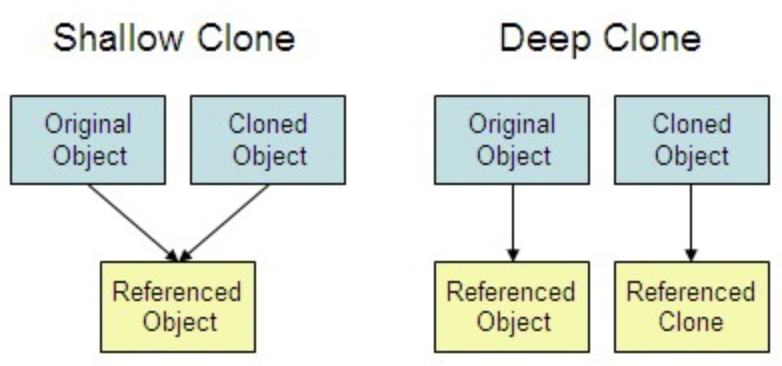 Shallow Clone
Original
Object
Cloned
Object
Referenced
Object
Deep Clone
Original
Object
Cloned
Object
Referenced
Object
Referenced
Clone